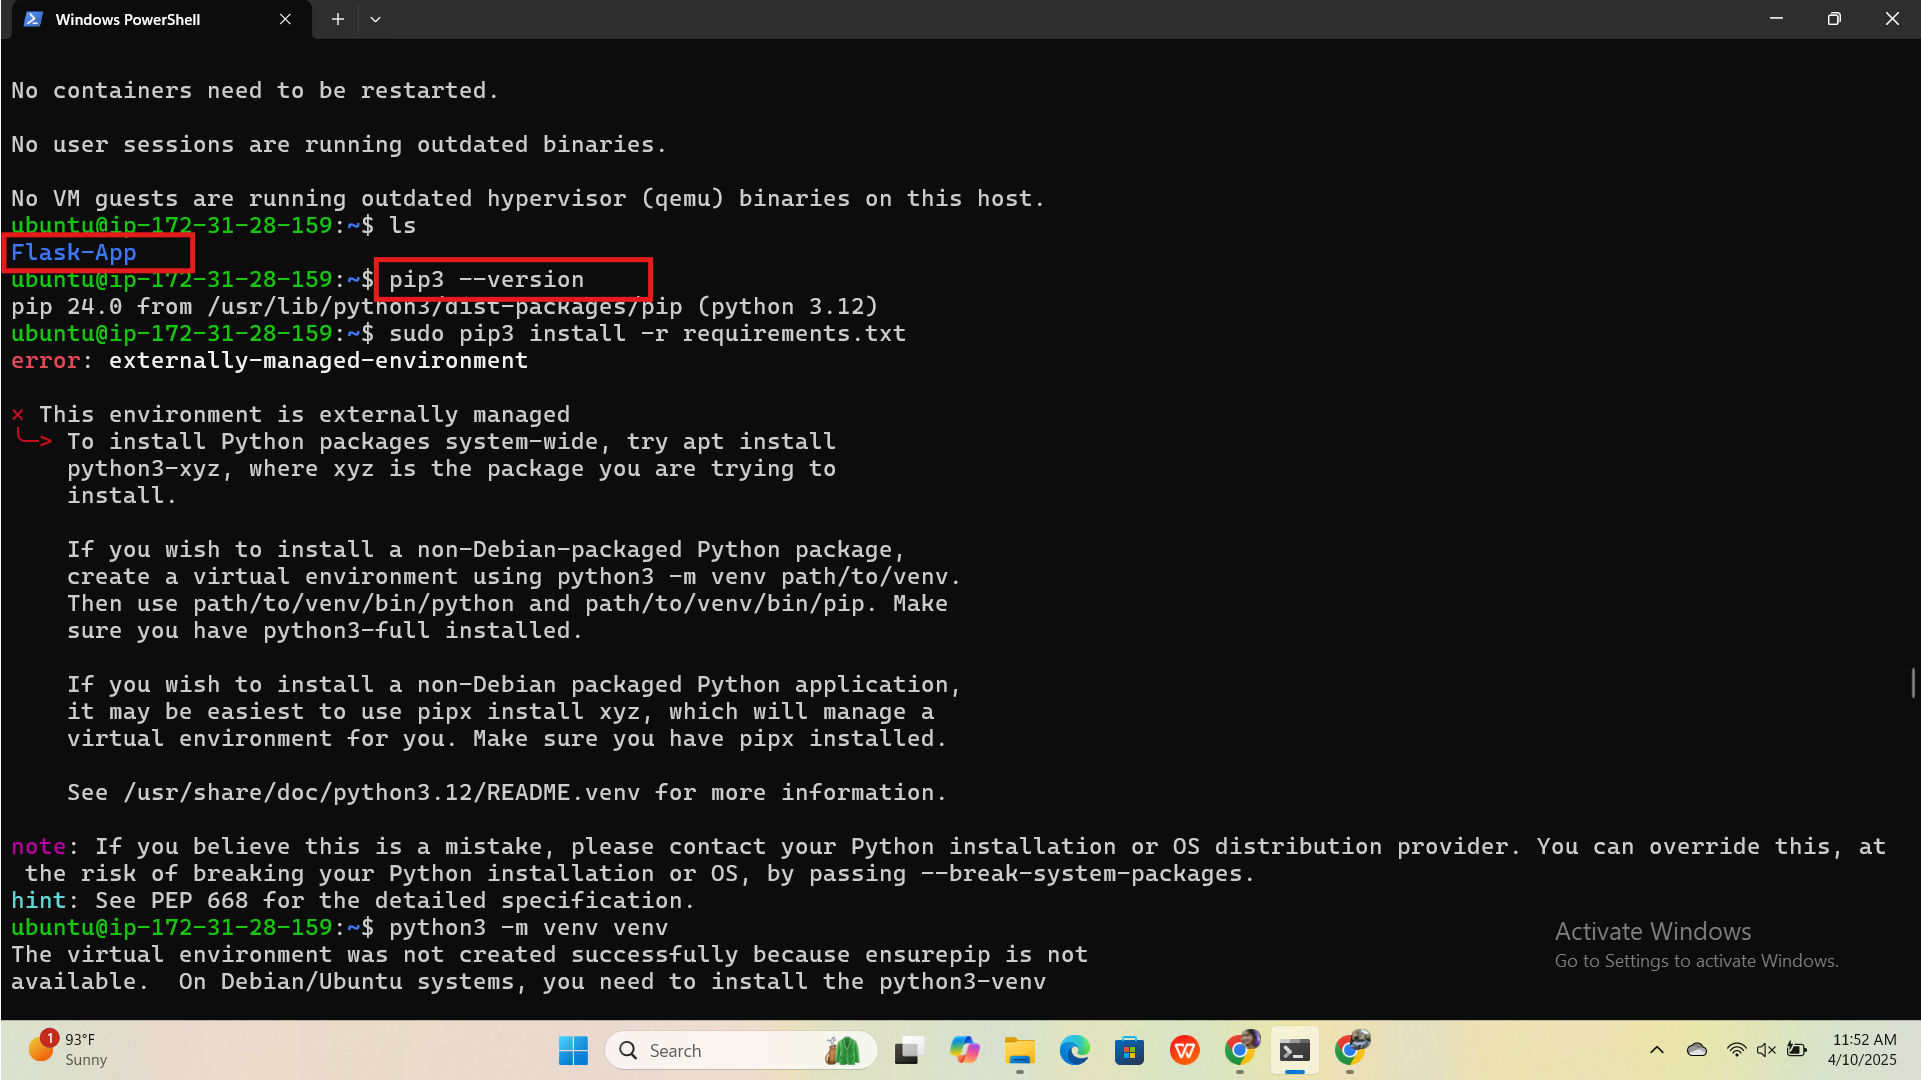 Windows PowerShell
No containers need to be restarted.
No user sessions are running outdated binaries.
No VM guests are running outdated hypervisor (qemu) binaries on this host.
ubuntu@ip-172-31-28-159:~$ ls
Flask-App
ubuntu@ip-172-31-28-159:~$ pip3 --version
pip 24.0 from /usr/lib/python3/dist-packages/pip (python 3.12)
ubuntu@ip-172-31-28-159:~$ sudo pip3 install -r requirements.txt
error: externally-managed-environment
× This environment is externally managed
╰─> To install Python packages system-wide, try apt install
python3-xyz, where xyz is the package you are trying to
install.
If you wish to install a non-Debian-packaged Python package,
create a virtual environment using python3 -m venv path/to/venv.
Then use path/to/venv/bin/python and path/to/venv/bin/pip. Make
sure you have python3-full installed.
If you wish to install a non-Debian packaged Python application,
it may be easiest to use pipx install xyz, which will manage a
virtual environment for you. Make sure you have pipx installed.
See /usr/share/doc/python3.12/README.venv for more information.
note: If you believe this is a mistake, please contact your Python installation or OS distribution provider. You can override this, at
the risk of breaking your Python installation or OS, by passing --break-system-packages.
hint: See PEP 668 for the detailed specification.
ubuntu@ip-172-31-28-159:~$ python3 -m venv venv
The virtual environment was not created successfully because ensurepip is not
available.  On Debian/Ubuntu systems, you need to install the python3-venv
Activate Windows
Go to Settings to activate Windows.
1
93°F
Sunny
Search
11:52 AM
4/10/2025